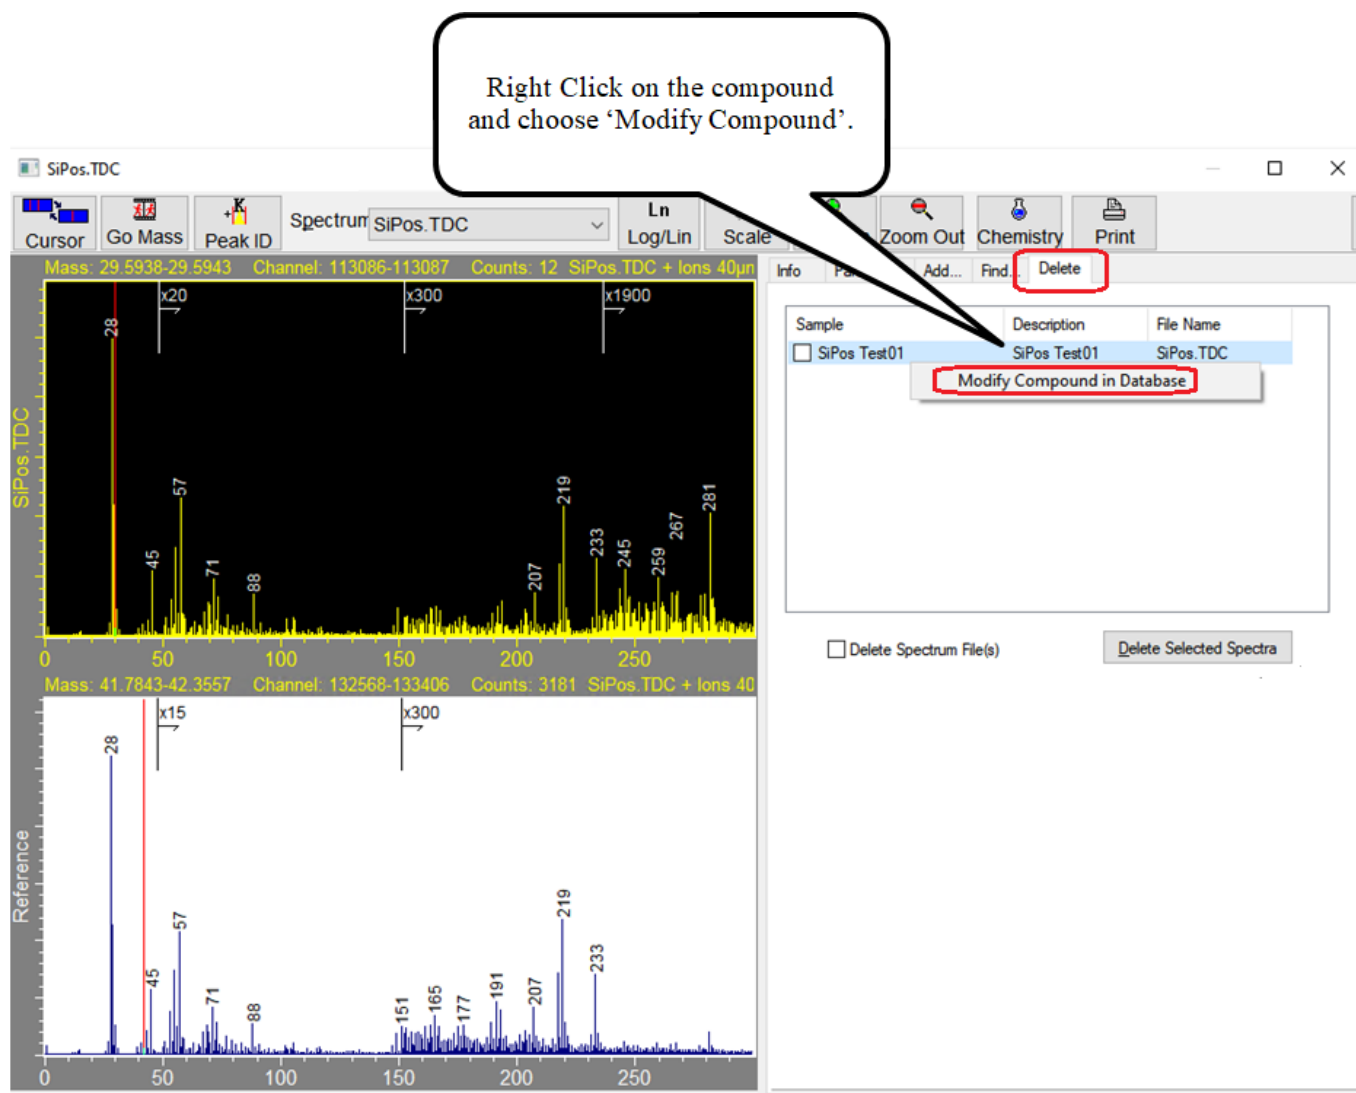 Right Click on the compound
and choose ‘Modify Compound’.
SiPos.TDC
Cursor
Go Mass
K
Peak ID
Spectrum
SiPos.TDC
Ln
Log/Lin
Scale
Zoom Out
Chemistry
Print
Mass: 29.5938-29.5943 Channel: 113086-113087 Counts: 12 SiPos.TDC + Ions 40µm
Info
Add...
Find...
Delete
x20
x300
x1900
28
45
57
71
88
207
219
233
245
259
267
281
SiPos.TDC
0 50 100 150 200 250
Sample Description File Name
SiPos Test01 SiPos Test01 SiPos.TDC
Modify Compound in Database
Delete Spectrum File(s)
Delete Selected Spectra
Mass: 41.7843-42.3557 Channel: 132568-133406 Counts: 3181 SiPos.TDC + Ions 40
x15
x300
28
45
57
71
88
151
165
177
191
207
219
233
Reference
0 50 100 150 200 250